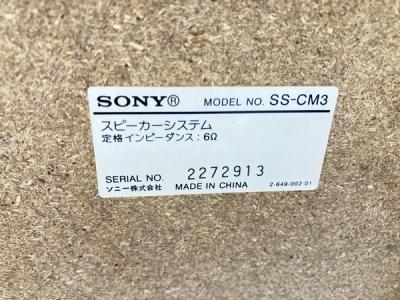 SONY® MODEL NO. SS-CM3
スピーカーシステム
定格インピーダンス:6Ω
SERIAL NO. 2272913
ソニー株式会社 MADE IN CHINA 2-649-002-01